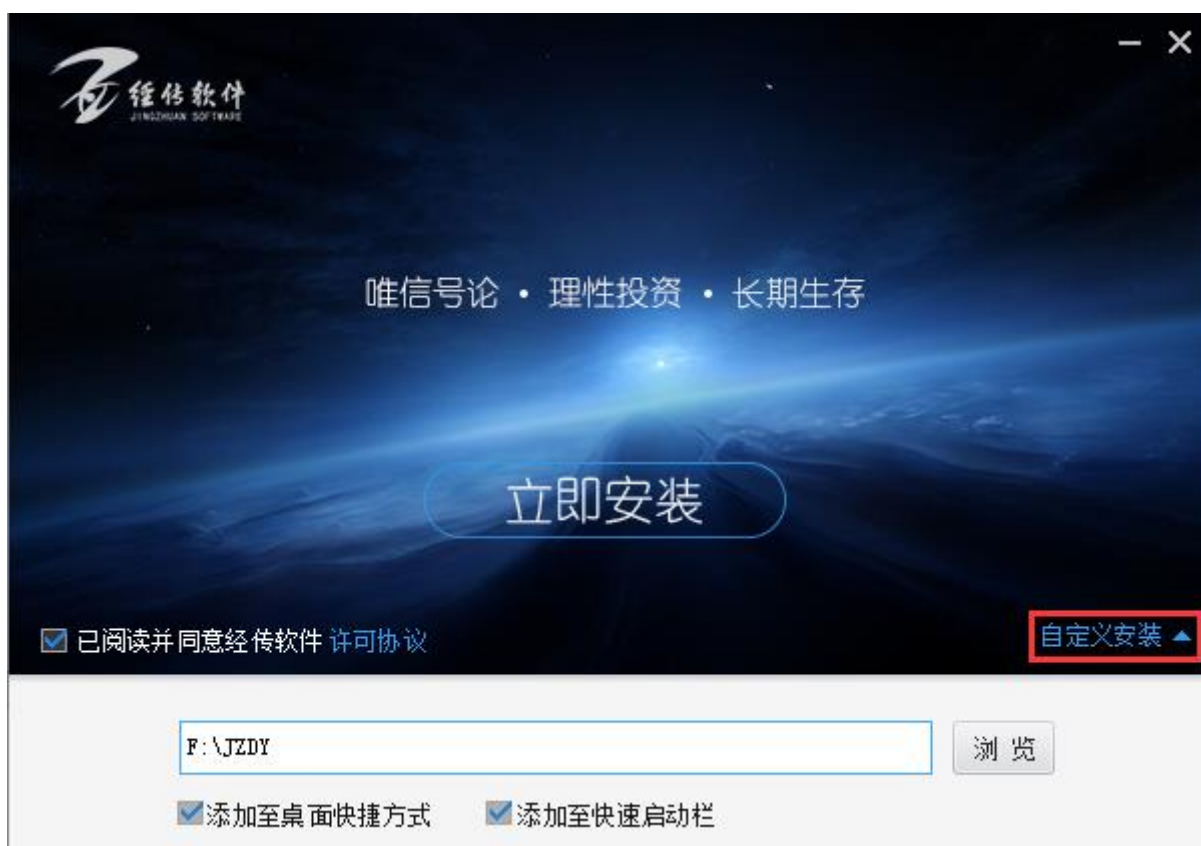 经传软件
JINGZHUAN SOFTWARE
唯信号论 · 理性投资 · 长期生存
立即安装
已阅读并同意经传软件 许可协议
自定义安装
F:\JZDY
浏览
添加至桌面快捷方式 添加至快速启动栏